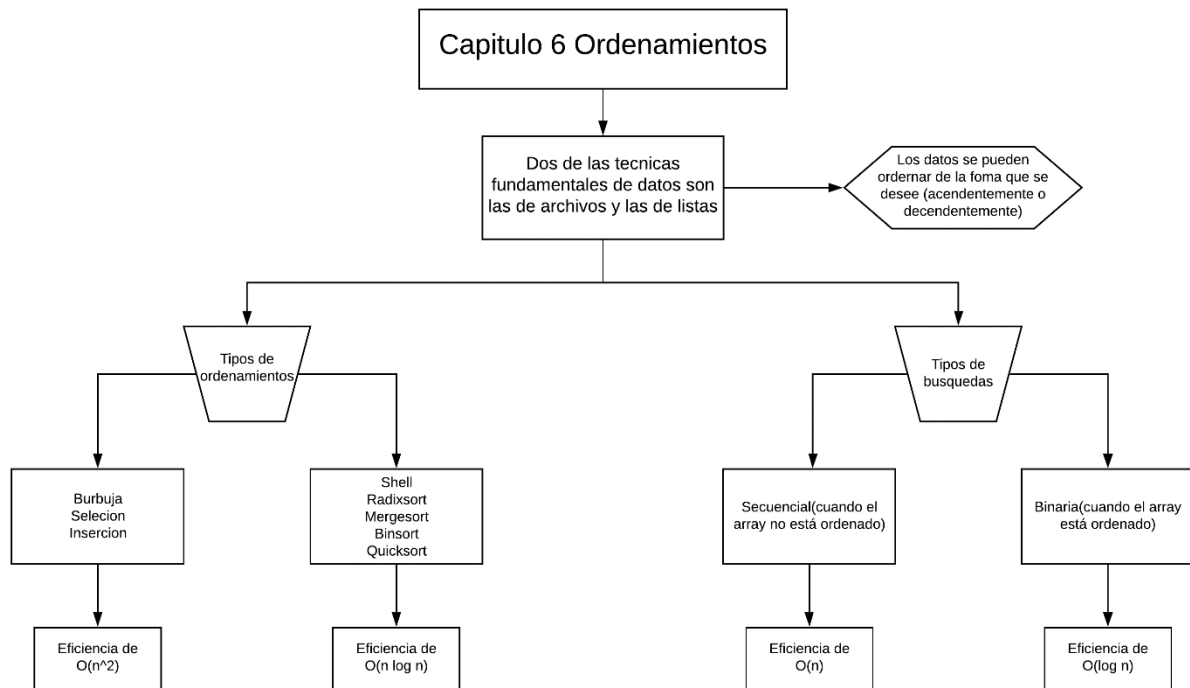 Capitulo 6 Ordenamientos
Dos de las tecnicas
fundamentales de datos son
las de archivos y las de listas
Los datos se pueden
ordernar de la foma que se
desee (acendentemente o
decendentemente)
Tipos de
ordenamientos
Tipos de
busquedas
Burbuja
Selecion
Insercion
Shell
Radixsort
Mergesort
Binsort
Quicksort
Secuencial(cuando el
array no está ordenado)
Binaria(cuando el array
está ordenado)
Eficiencia de
O(n^2)
Eficiencia de
O(n log n)
Eficiencia de
O(n)
Eficiencia de
O(log n)